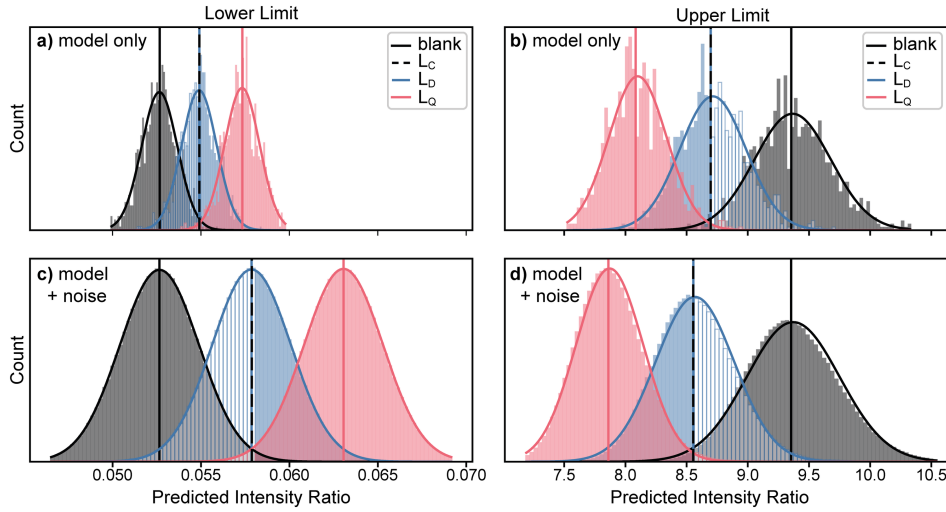 Lower Limit
Upper Limit
a) model only
blank
L_C
L_D
L_Q
b) model only
blank
L_C
L_D
L_Q
Count
c) model
+ noise
d) model
+ noise
Count
0.050 0.055 0.060 0.065 0.070
7.5 8.0 8.5 9.0 9.5 10.0 10.5
Predicted Intensity Ratio
Predicted Intensity Ratio